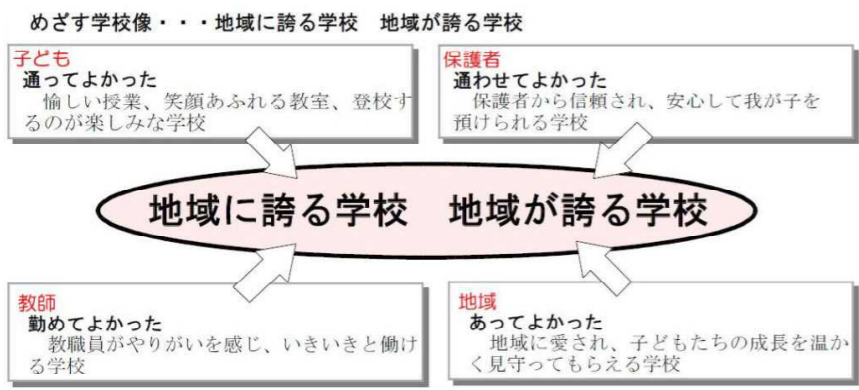 めざす学校像・・・地域に誇る学校　地域が誇る学校
子ども
通ってよかった
愉しい授業、笑顔あふれる教室、登校す
るのが楽しみな学校
保護者
通わせてよかった
保護者から信頼され、安心して我が子を
預けられる学校
地域に誇る学校　地域が誇る学校
教師
勤めてよかった
教職員がやりがいを感じ、いきいきと働け
る学校
地域
あってよかった
地域に愛され、子どもたちの成長を温か
く見守ってもらえる学校